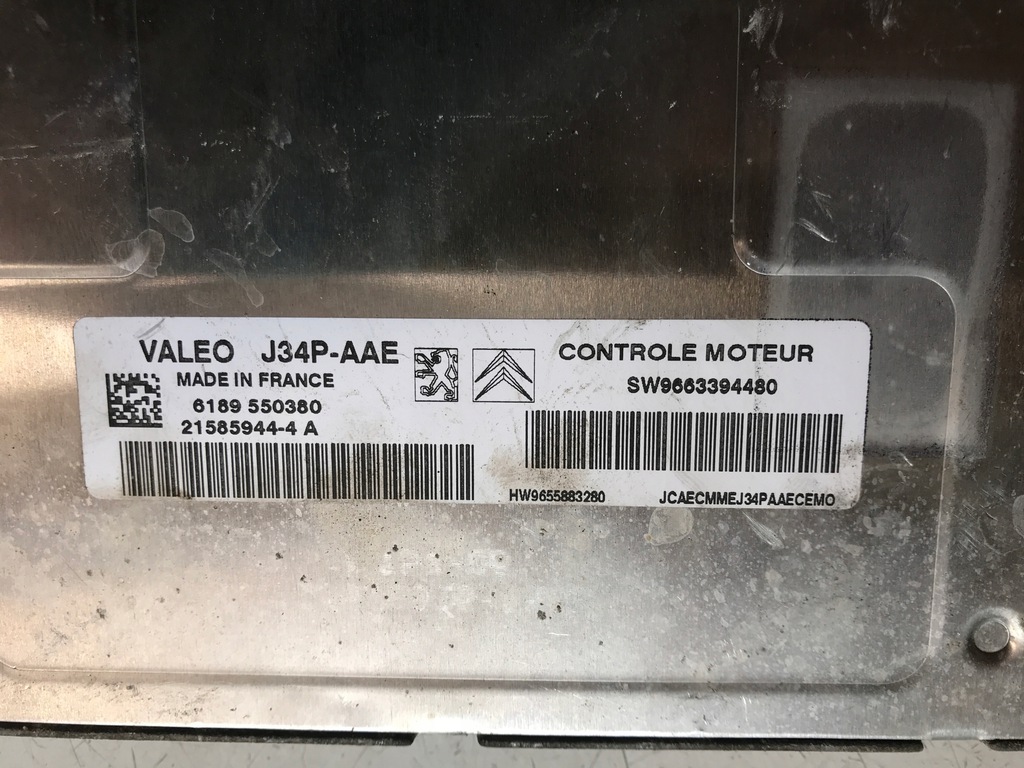 VALEO J34P-AAE
MADE IN FRANCE
6189 550380
21585944-4 A
CONTROLE MOTEUR
SW9663394480
HW9655883280 JCAECMMEJ34PAAECEMO